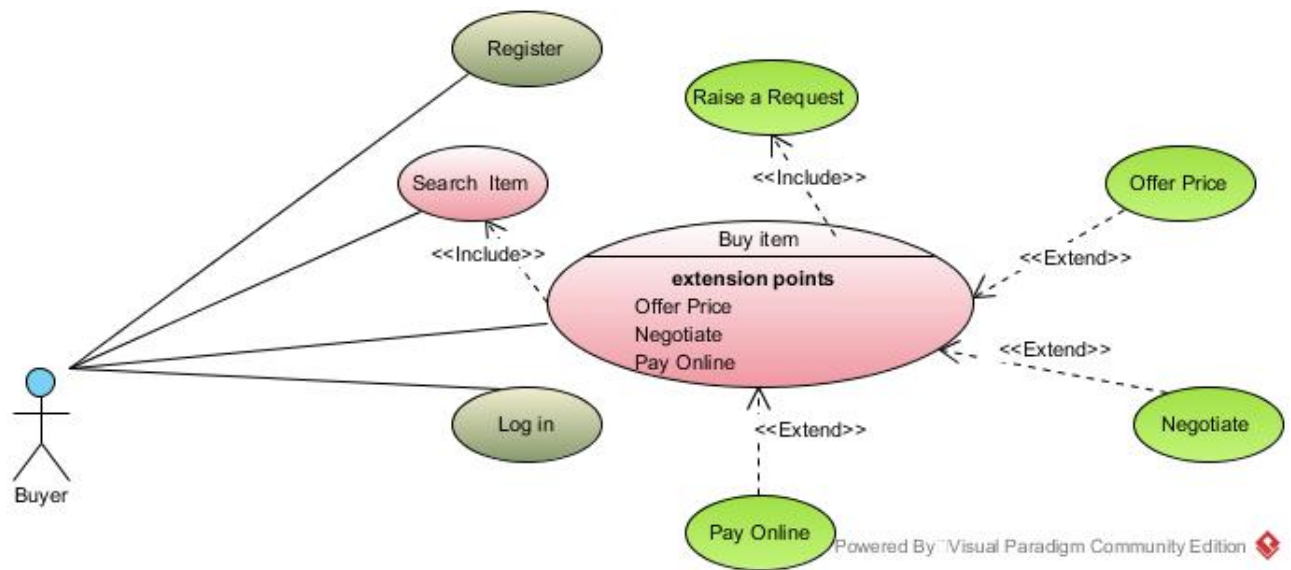 Register
Raise a Request
<<Include>>
Search Item
Offer Price
<<Include>>
Buy item
extension points
Offer Price
Negotiate
Pay Online
<<Extend>>
<<Extend>>
Negotiate
Log in
<<Extend>>
Pay Online
Buyer
Powered By Visual Paradigm Community Edition